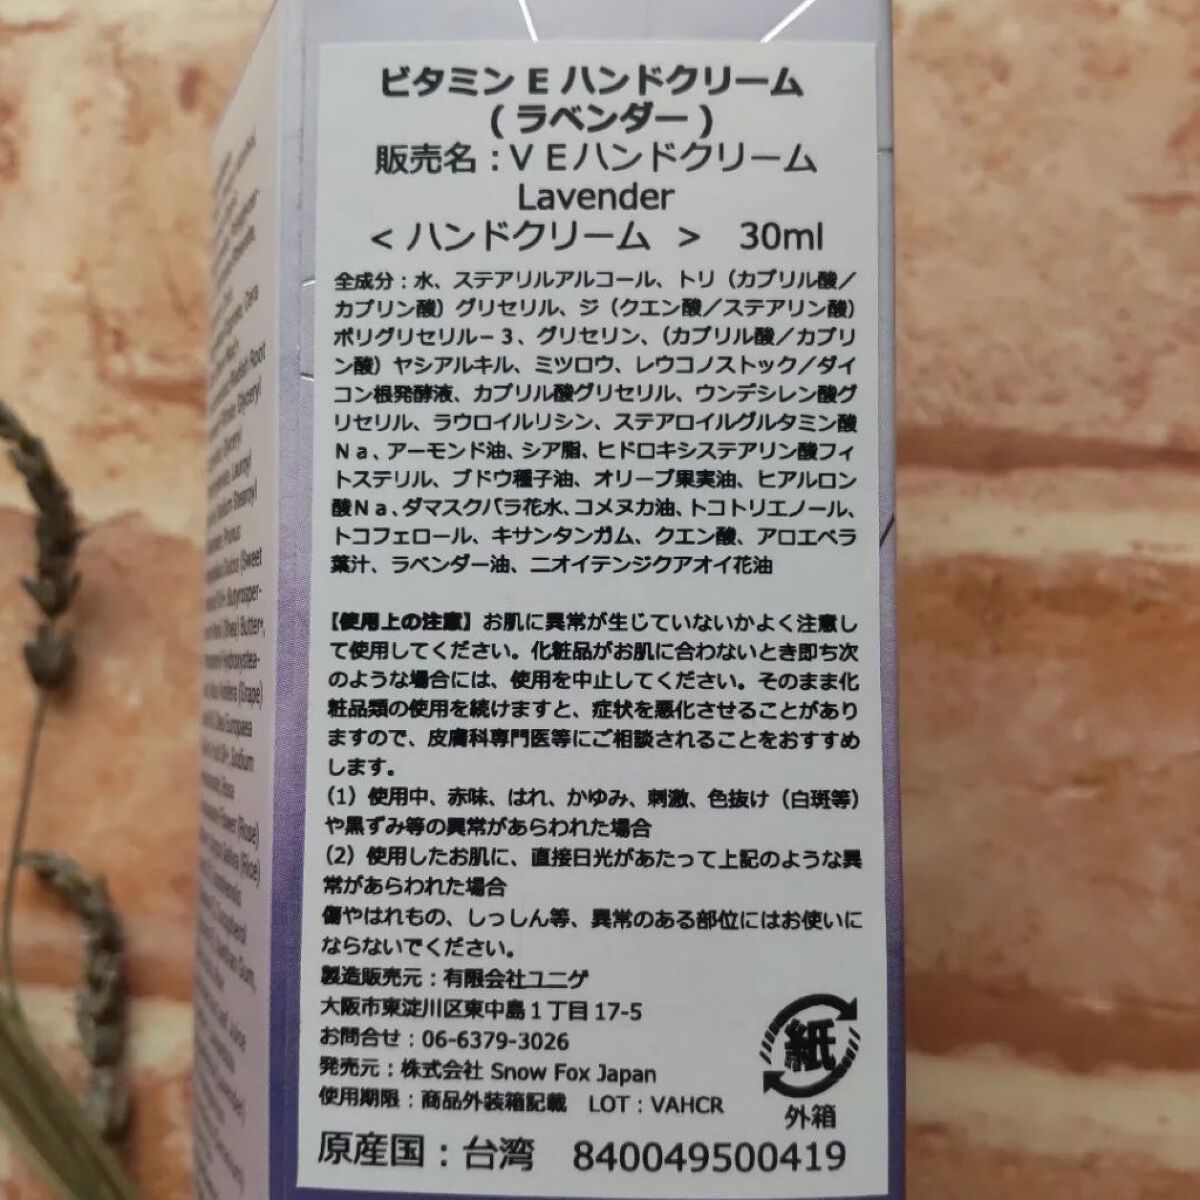 ビタミン E ハンドクリーム
( ラベンダー )
販売名：ＶＥハンドクリーム
Lavender
< ハンドクリーム > 30ml
全成分：水、ステアリルアルコール、トリ（カプリル酸／
カプリン酸）グリセリル、ジ（クエン酸／ステアリン酸）
ポリグリセリル－３、グリセリン、（カプリル酸／カプリ
ン酸）ヤシアルキル、ミツロウ、レウコノストック／ダイ
コン根発酵液、カプリル酸グリセリル、ウンデシレン酸グ
リセリル、ラウロイルリシン、ステアロイルグルタミン酸
Ｎａ、アーモンド油、シア脂、ヒドロキシステアリン酸フィ
トステリル、ブドウ種子油、オリーブ果実油、ヒアルロン
酸Ｎａ、ダマスクバラ花水、コメヌカ油、トコトリエノール、
トコフェロール、キサンタンガム、クエン酸、アロエベラ
葉汁、ラベンダー油、ニオイテンジクアオイ花油
【使用上の注意】お肌に異常が生じていないかよく注意し
て使用してください。化粧品がお肌に合わないとき即ち次
のような場合には、使用を中止してください。そのまま化
粧品類の使用を続けますと、症状を悪化させることがあり
ますので、皮膚科専門医等にご相談されることをおすすめ
します。
（1）使用中、赤味、はれ、かゆみ、刺激、色抜け（白斑等）
や黒ずみ等の異常があらわれた場合
（2）使用したお肌に、直接日光があたって上記のような異
常があらわれた場合
傷やはれもの、しっしん等、異常のある部位にはお使いに
ならないでください。
製造販売元：有限会社ユニゲ
大阪市東淀川区東中島１丁目17-5
お問合せ：06-6379-3026
発売元：株式会社 Snow Fox Japan
使用期限：商品外装箱記載 LOT：VAHCR
紙
外箱
原産国：台湾 840049500419
Root
Glyceryl
Lauroyl
Stearoyl
Prunus
Dulcis (Sweet
Butyrosper-
(Shea) Butter*,
(Grape)
Europaea
Sodium
Rosa
Flower (Rose)
(Rice)
Gum,
Juice